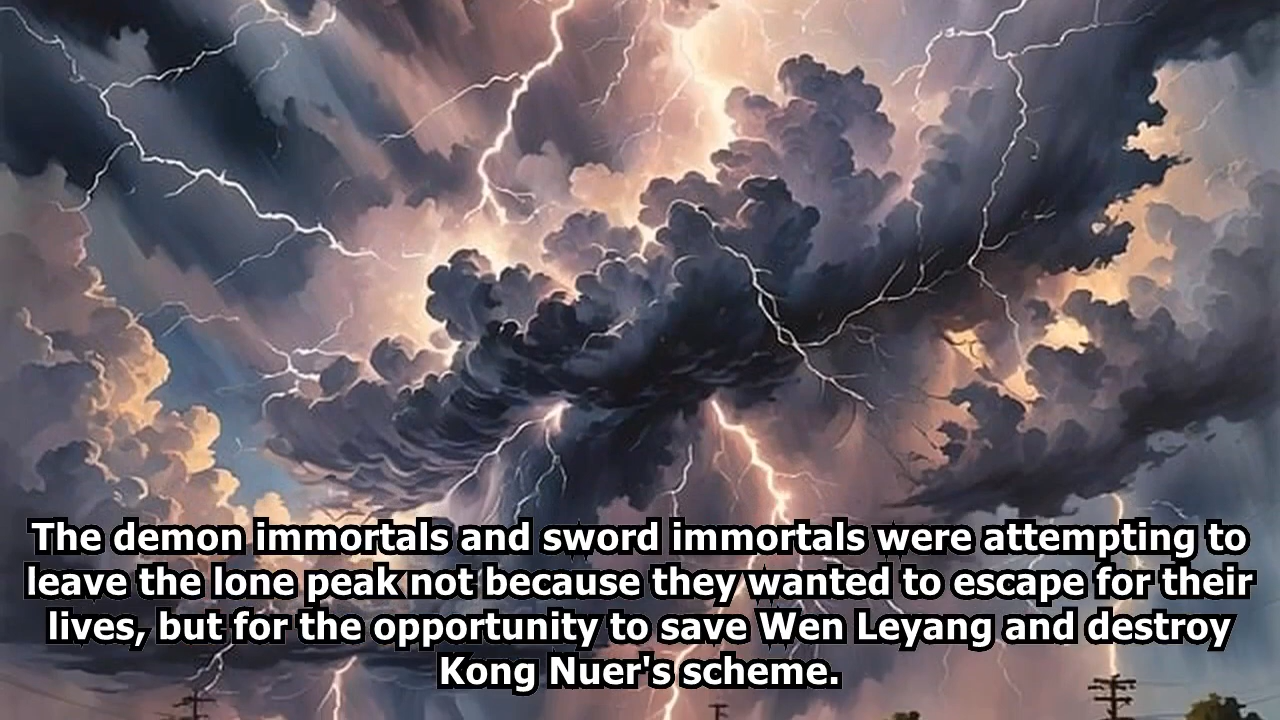 The demon immortals and sword immortals were attempting to
leave the lone peak not because they wanted to escape for their
lives, but for the opportunity to save Wen Leyang and destroy
Kong Nuer's scheme.